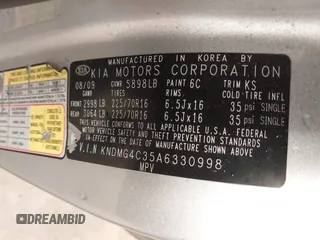 MANUFACTURED IN KOREA
KIA KIA MOTORS CORPORATION
08/09 GVWR 5898LB PAINT 6C TRIM KS
GAWR TIRES RIMS COLD TIRE INFL
FRONT 2998 LB 225/70R16 6.5Jx16 35 psi SINGLE
REAR 3064 LB 225/70R16 6.5Jx16 35 psi SINGLE
THIS VEHICLE CONFORMS TO ALL APPLICABLE U.S.
FEDERAL MOTOR VEHICLE SAFETY, BUMPER, AND THEFT
PREVENTION STANDARDS IN EFFECT ON THE DATE OF
MANUFACTURE SHOWN ABOVE.
V.I.N KNDMG4C35A6330998
MPV
DREAMBID